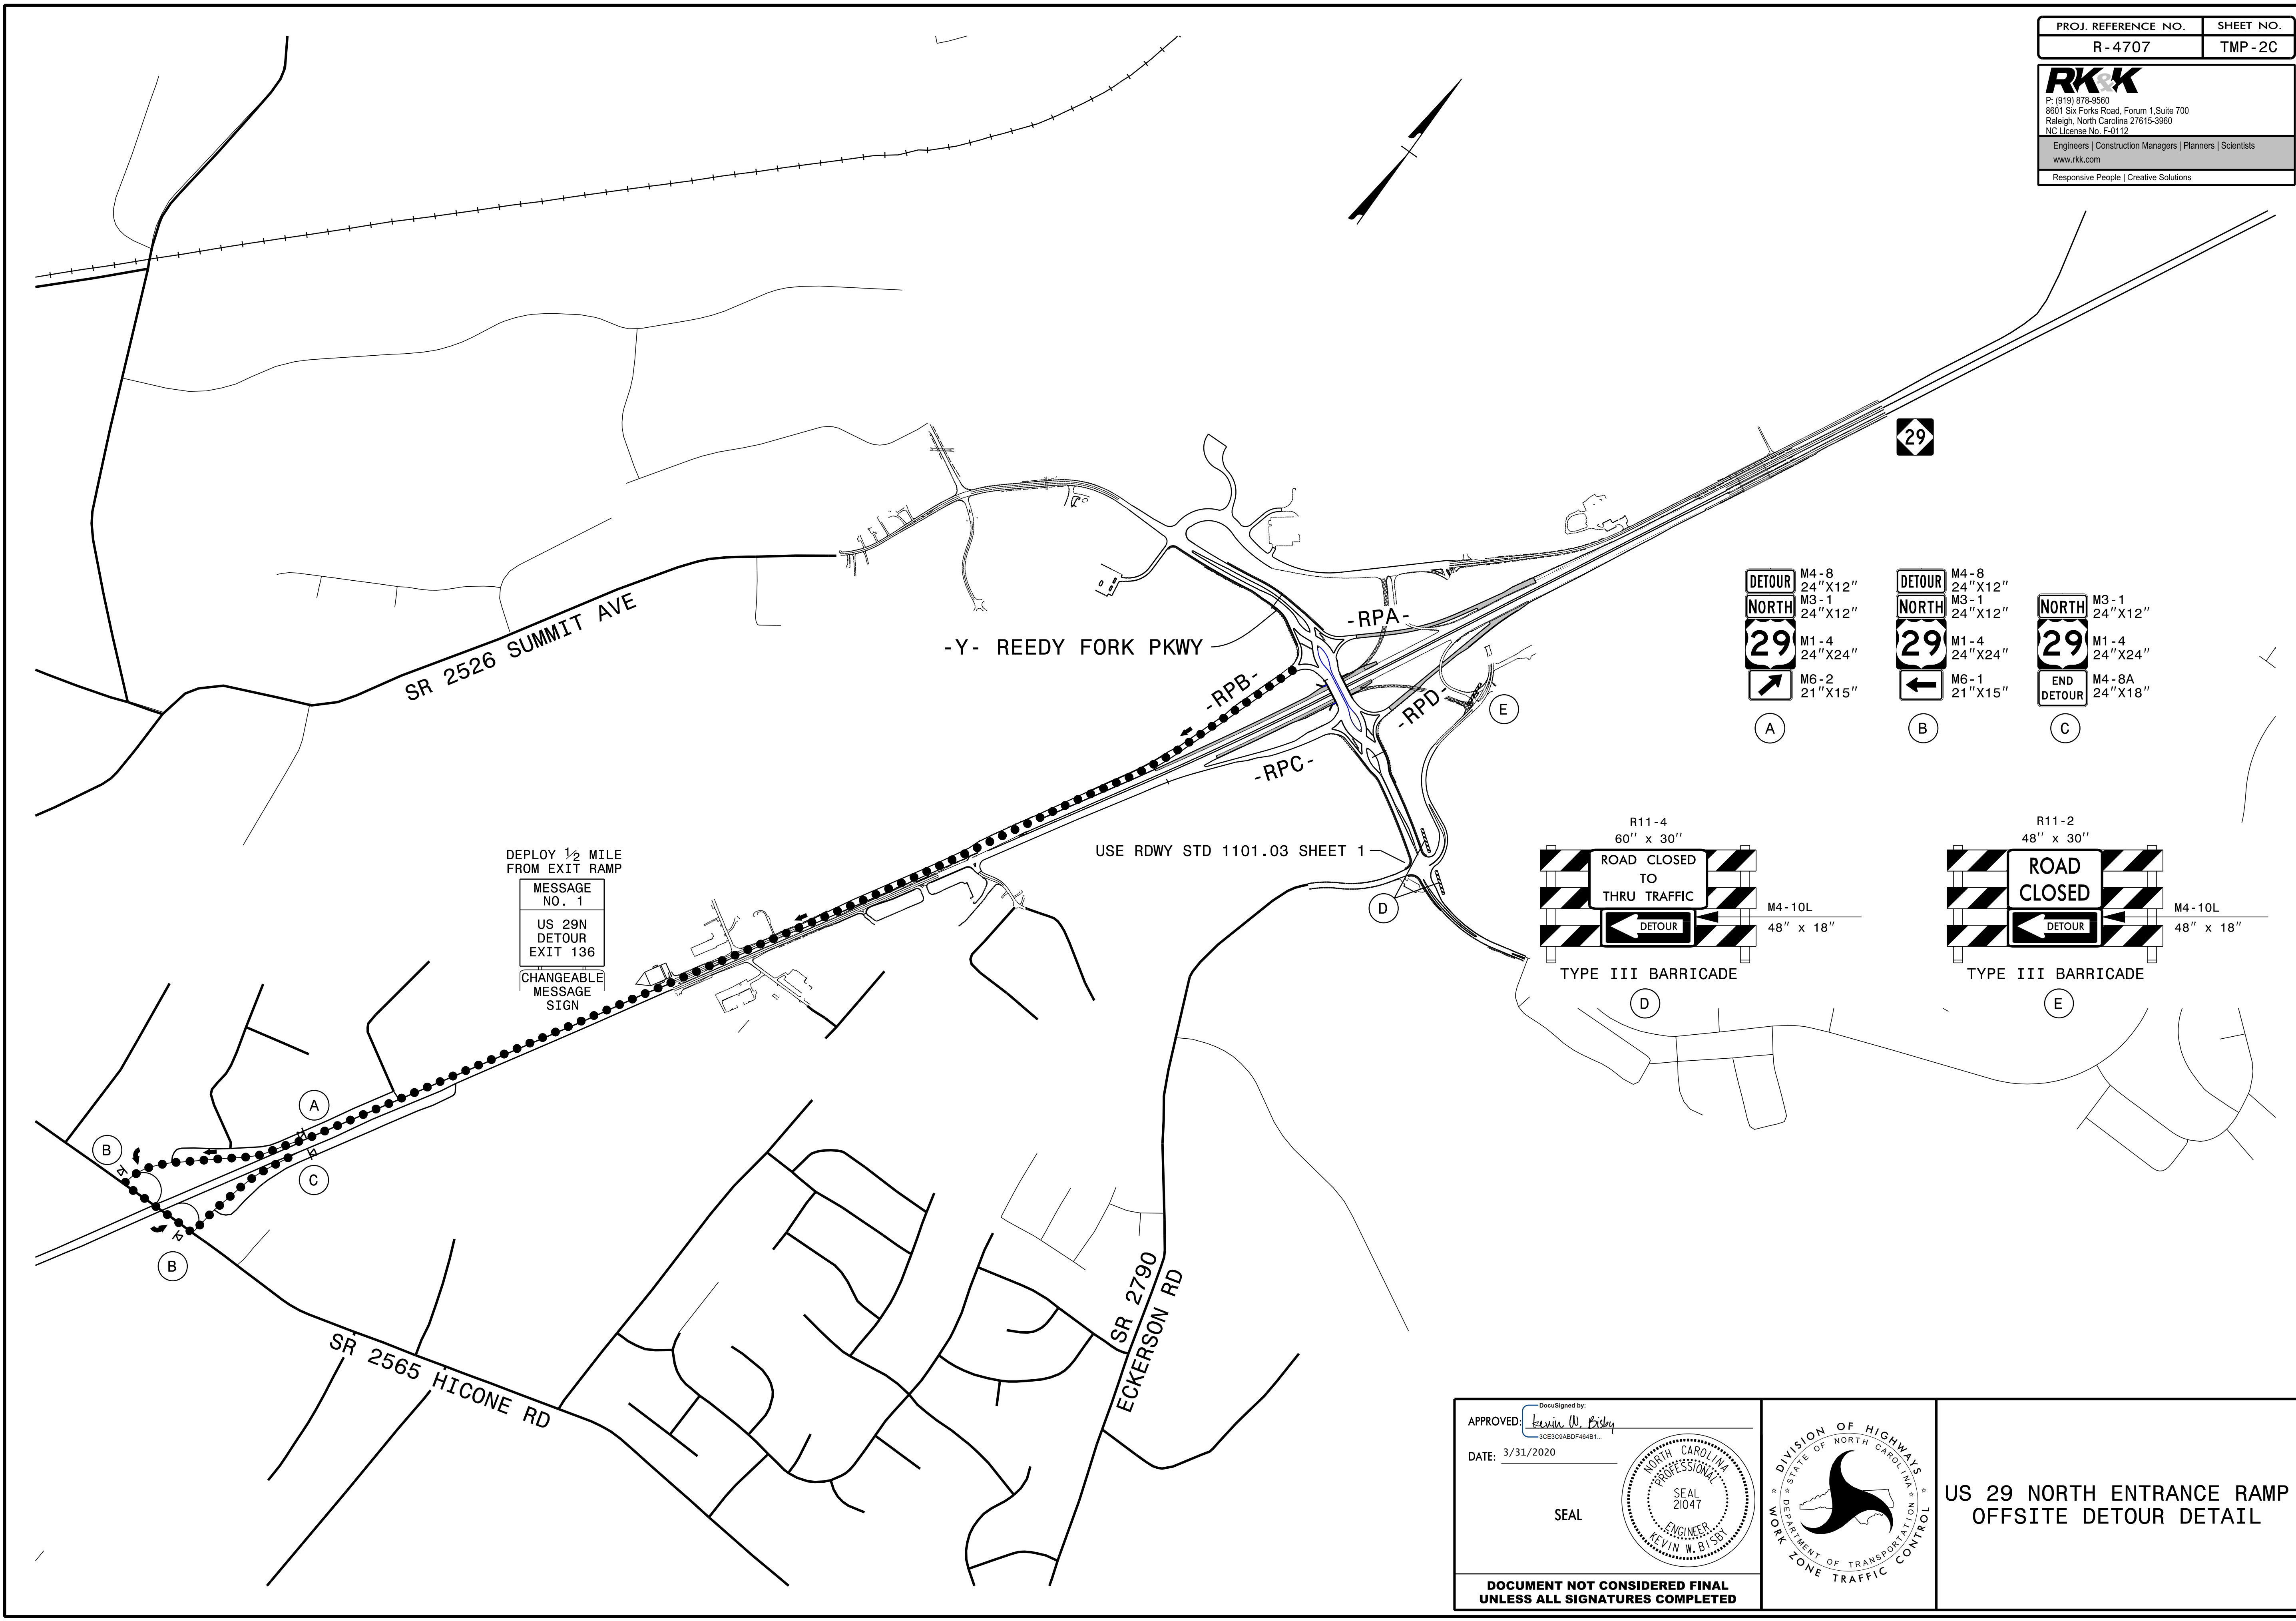 PROJ. REFERENCE NO.
SHEET NO.
R-4707
TMP-2C
RK&K
P: (919) 878-9560
8601 Six Forks Road, Forum 1,Suite 700
Raleigh, North Carolina 27615-3960
NC License No. F-0112
Engineers | Construction Managers | Planners | Scientists
www.rkk.com
Responsive People | Creative Solutions
29
SR 2526 SUMMIT AVE
-Y- REEDY FORK PKWY
-RPA-
-RPB-
-RPD-
-RPC-
E
DETOUR
M4-8
24"X12"
NORTH
M3-1
24"X12"
29
M1-4
24"X24"
M6-2
21"X15"
A
DETOUR
M4-8
24"X12"
NORTH
M3-1
24"X12"
29
M1-4
24"X24"
M6-1
21"X15"
B
NORTH
M3-1
24"X12"
29
M1-4
24"X24"
END
DETOUR
M4-8A
24"X18"
C
USE RDWY STD 1101.03 SHEET 1
D
R11-4
60" x 30"
ROAD CLOSED
TO
THRU TRAFFIC
DETOUR
M4-10L
48" x 18"
TYPE III BARRICADE
D
R11-2
48" x 30"
ROAD
CLOSED
DETOUR
M4-10L
48" x 18"
TYPE III BARRICADE
E
DEPLOY ½ MILE
FROM EXIT RAMP
MESSAGE
NO. 1
US 29N
DETOUR
EXIT 136
CHANGEABLE
MESSAGE
SIGN
A
B
C
B
SR 2565 HICONE RD
SR 2790
ECKERSON RD
APPROVED:
DocuSigned by:
Kevin W. Bisby
3CE3C9ABDF464B1...
DATE: 3/31/2020
SEAL
NORTH CAROLINA
PROFESSIONAL
SEAL
21047
ENGINEER
KEVIN W. BISBY
DOCUMENT NOT CONSIDERED FINAL
UNLESS ALL SIGNATURES COMPLETED
DIVISION OF HIGHWAYS
STATE OF NORTH CAROLINA
DEPARTMENT OF TRANSPORTATION
WORK ZONE TRAFFIC CONTROL
US 29 NORTH ENTRANCE RAMP
OFFSITE DETOUR DETAIL